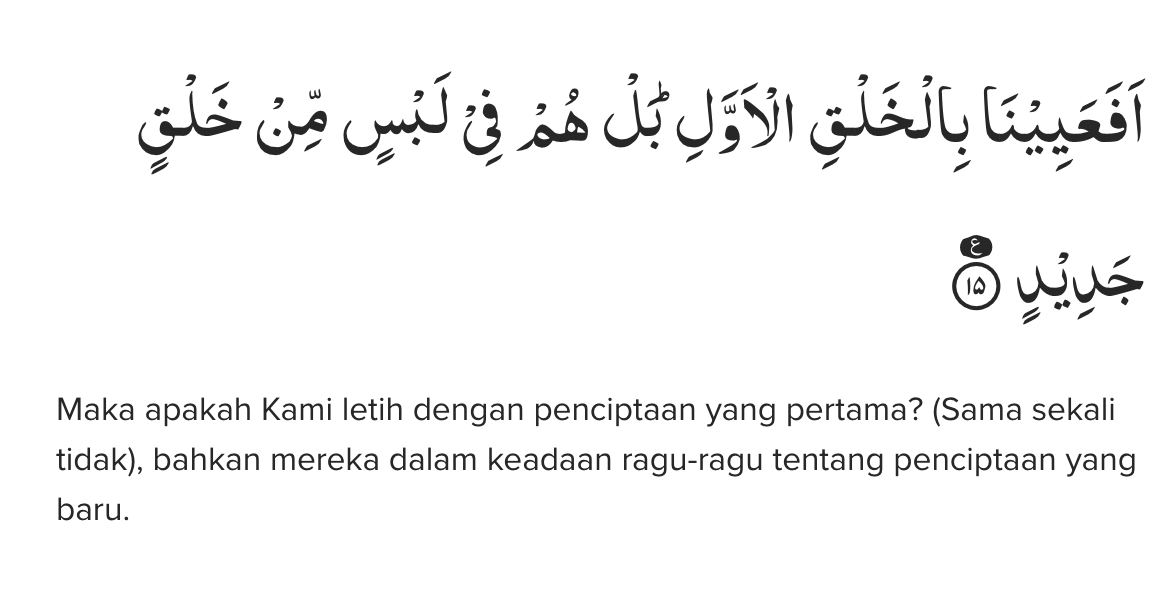 اَفَعَيِيْنَا بِالْخَلْقِ الْاَوَّلِۗ بَلْ هُمْ فِيْ لَبْسٍ مِّنْ خَلْقٍ
جَدِيْدٍ ࣖ ١٥
Maka apakah Kami letih dengan penciptaan yang pertama? (Sama sekali
tidak), bahkan mereka dalam keadaan ragu-ragu tentang penciptaan yang
baru.